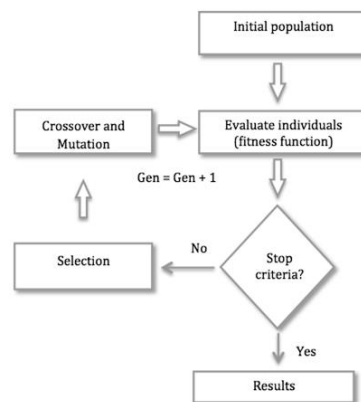 Initial population
Crossover and
Mutation
Evaluate individuals
(fitness function)
Gen = Gen + 1
No
Selection
Stop
criteria?
Yes
Results